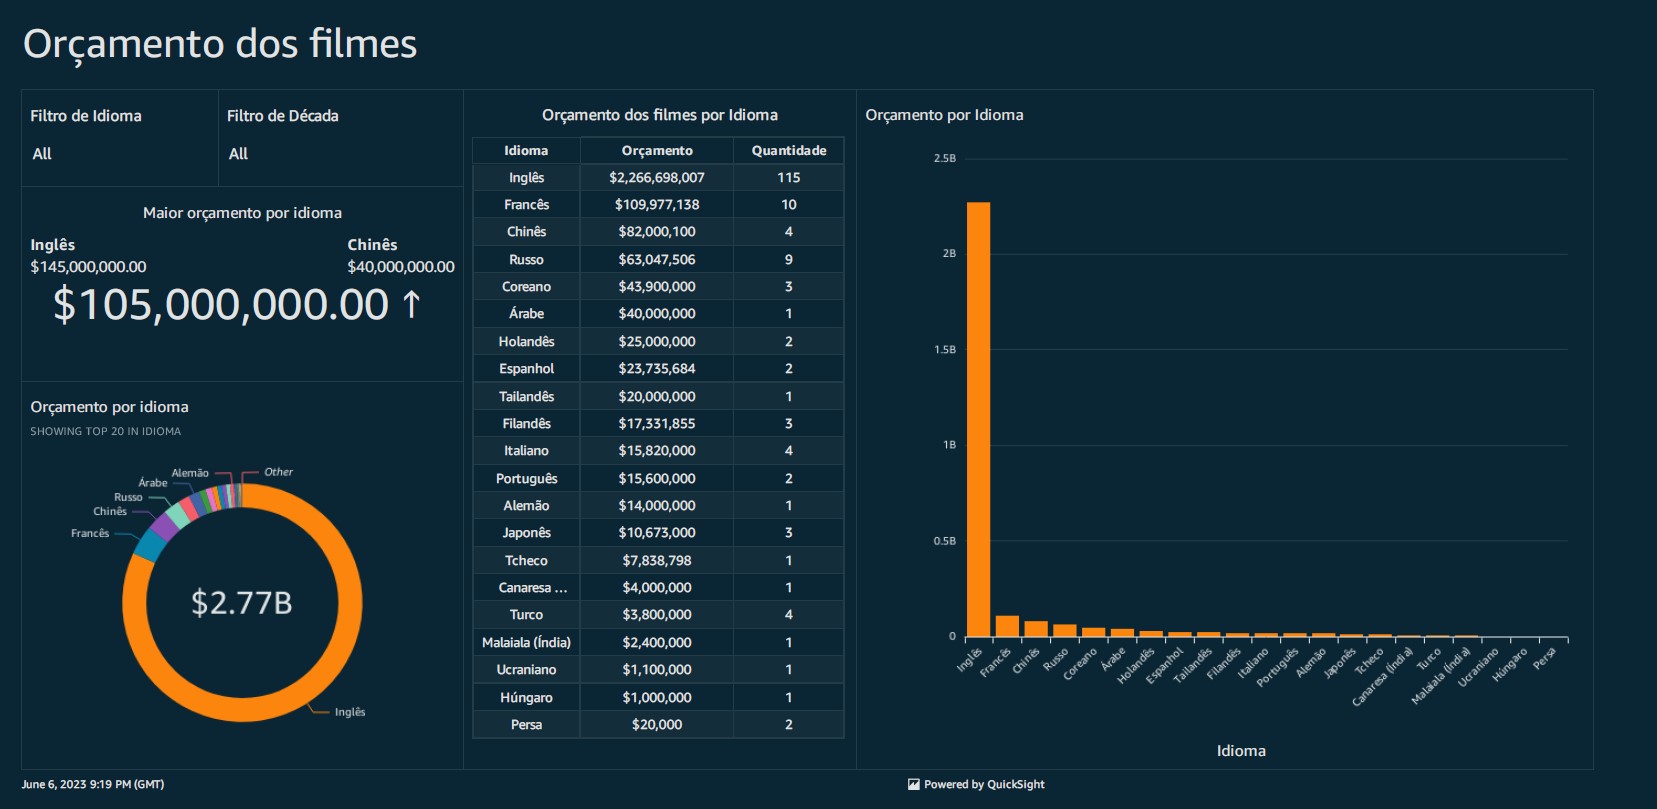 Orçamento dos filmes
Filtro de Idioma
All
Filtro de Década
All
Maior orçamento por idioma
Inglês
$145,000,000.00
Chinês
$40,000,000.00
$105,000,000.00 ↑
Orçamento por idioma
SHOWING TOP 20 IN IDIOMA
Other
Alemão
Árabe
Russo
Chinês
Francês
$2.77B
Inglês
Orçamento dos filmes por Idioma
Idioma Orçamento Quantidade
Inglês $2,266,698,007 115
Francês $109,977,138 10
Chinês $82,000,100 4
Russo $63,047,506 9
Coreano $43,900,000 3
Árabe $40,000,000 1
Holandês $25,000,000 2
Espanhol $23,735,684 2
Tailandês $20,000,000 1
Filandês $17,331,855 3
Italiano $15,820,000 4
Português $15,600,000 2
Alemão $14,000,000 1
Japonês $10,673,000 3
Tcheco $7,838,798 1
Canaresa ... $4,000,000 1
Turco $3,800,000 4
Malaiala (Índia) $2,400,000 1
Ucraniano $1,100,000 1
Húngaro $1,000,000 1
Persa $20,000 2
Orçamento por Idioma
2.5B
2B
1.5B
1B
0.5B
0
Inglês
Francês
Chinês
Russo
Coreano
Árabe
Holandês
Espanhol
Tailandês
Filandês
Italiano
Português
Alemão
Japonês
Tcheco
Canaresa (Índia)
Turco
Malaiala (Índia)
Ucraniano
Húngaro
Persa
Idioma
June 6, 2023 9:19 PM (GMT)
Powered by QuickSight